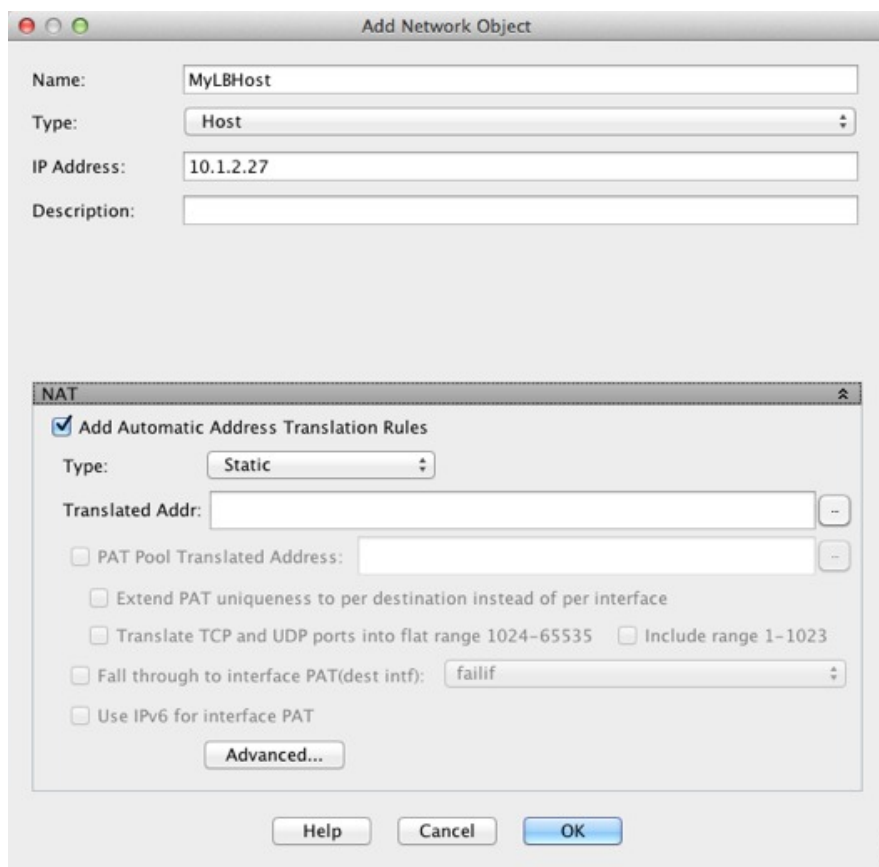 Add Network Object
Name: MyLBHost
Type: Host
IP Address: 10.1.2.27
Description:
NAT
Add Automatic Address Translation Rules
Type: Static
Translated Addr: ...
PAT Pool Translated Address: ...
Extend PAT uniqueness to per destination instead of per interface
Translate TCP and UDP ports into flat range 1024-65535 Include range 1-1023
Fall through to interface PAT(dest intf): failif
Use IPv6 for interface PAT
Advanced...
Help Cancel OK